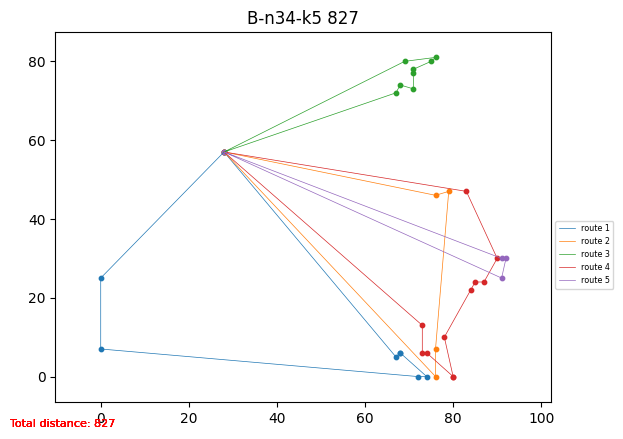 B-n34-k5 827
80
60
40
20
0
0 20 40 60 80 100
route 1
route 2
route 3
route 4
route 5
Total distance: 827